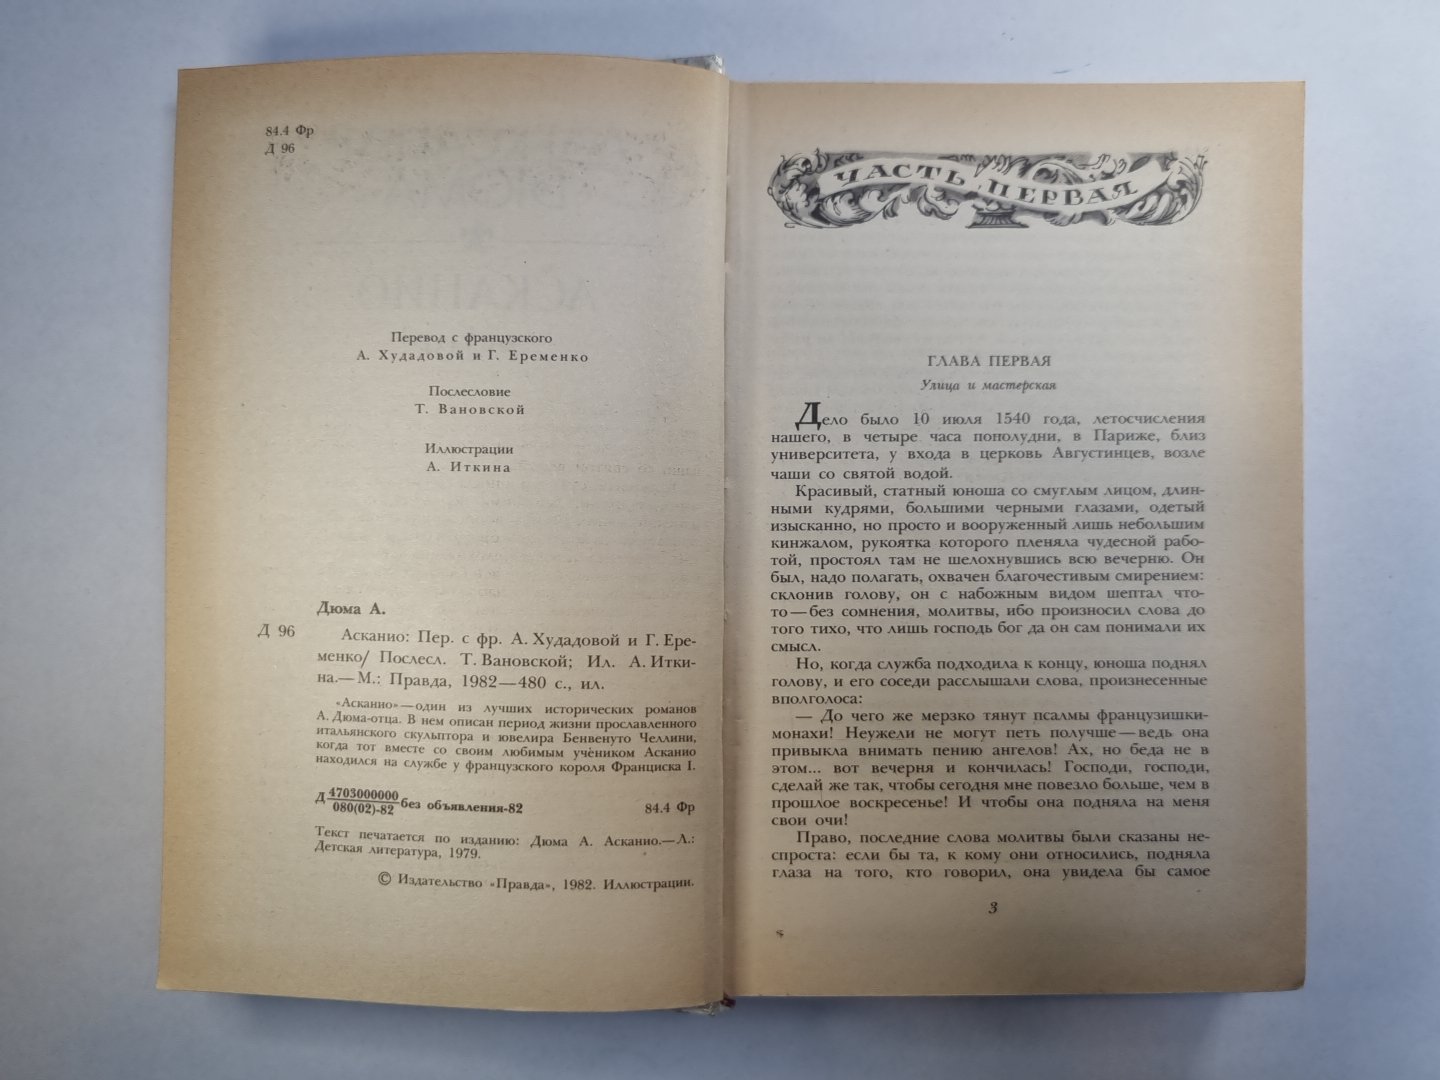 84.4 Фр
Д 96
Перевод с французского
А. Худадовой и Г. Еременко
Послесловие
Т. Вановской
Иллюстрации
А. Иткина
Дюма А.
Д 96
Асканио: Пер. с фр. А. Худадовой и Г. Ере-
менко/ Послесл. Т. Вановской; Ил. А. Итки-
на.—М.: Правда, 1982—480 с., ил.
«Асканио»—один из лучших исторических романов
А. Дюма-отца. В нем описан период жизни прославленного
итальянского скульптора и ювелира Бенвенуто Челлини,
когда тот вместе со своим любимым учеником Асканио
находился на службе у французского короля Франциска I.
Д 4703000000 без объявления-82 84.4 Фр
080(02)-82
Текст печатается по изданию: Дюма А. Асканио.—Л.:
Детская литература, 1979.
© Издательство «Правда», 1982. Иллюстрации.
ЧАСТЬ ПЕРВАЯ
ГЛАВА ПЕРВАЯ
Улица и мастерская
Дело было 10 июля 1540 года, летосчисления
нашего, в четыре часа пополудни, в Париже, близ
университета, у входа в церковь Августинцев, возле
чаши со святой водой.
Красивый, статный юноша со смуглым лицом, длин-
ными кудрями, большими черными глазами, одетый
изысканно, но просто и вооруженный лишь небольшим
кинжалом, рукоятка которого пленяла чудесной рабо-
той, простоял там не шелохнувшись всю вечерню. Он
был, надо полагать, охвачен благочестивым смирением:
склонив голову, он с набожным видом шептал что-
то—без сомнения, молитвы, ибо произносил слова до
того тихо, что лишь господь бог да он сам понимали их
смысл.
Но, когда служба подходила к концу, юноша поднял
голову, и его соседи расслышали слова, произнесенные
вполголоса:
— До чего же мерзко тянут псалмы французишки-
монахи! Неужели не могут петь получше—ведь она
привыкла внимать пению ангелов! Ах, но беда не в
этом... вот вечерня и кончилась! Господи, господи,
сделай же так, чтобы сегодня мне повезло больше, чем в
прошлое воскресенье! И чтобы она подняла на меня
свои очи!
Право, последние слова молитвы были сказаны не-
спроста: если бы та, к кому они относились, подняла
глаза на того, кто говорил, она увидела бы самое
3